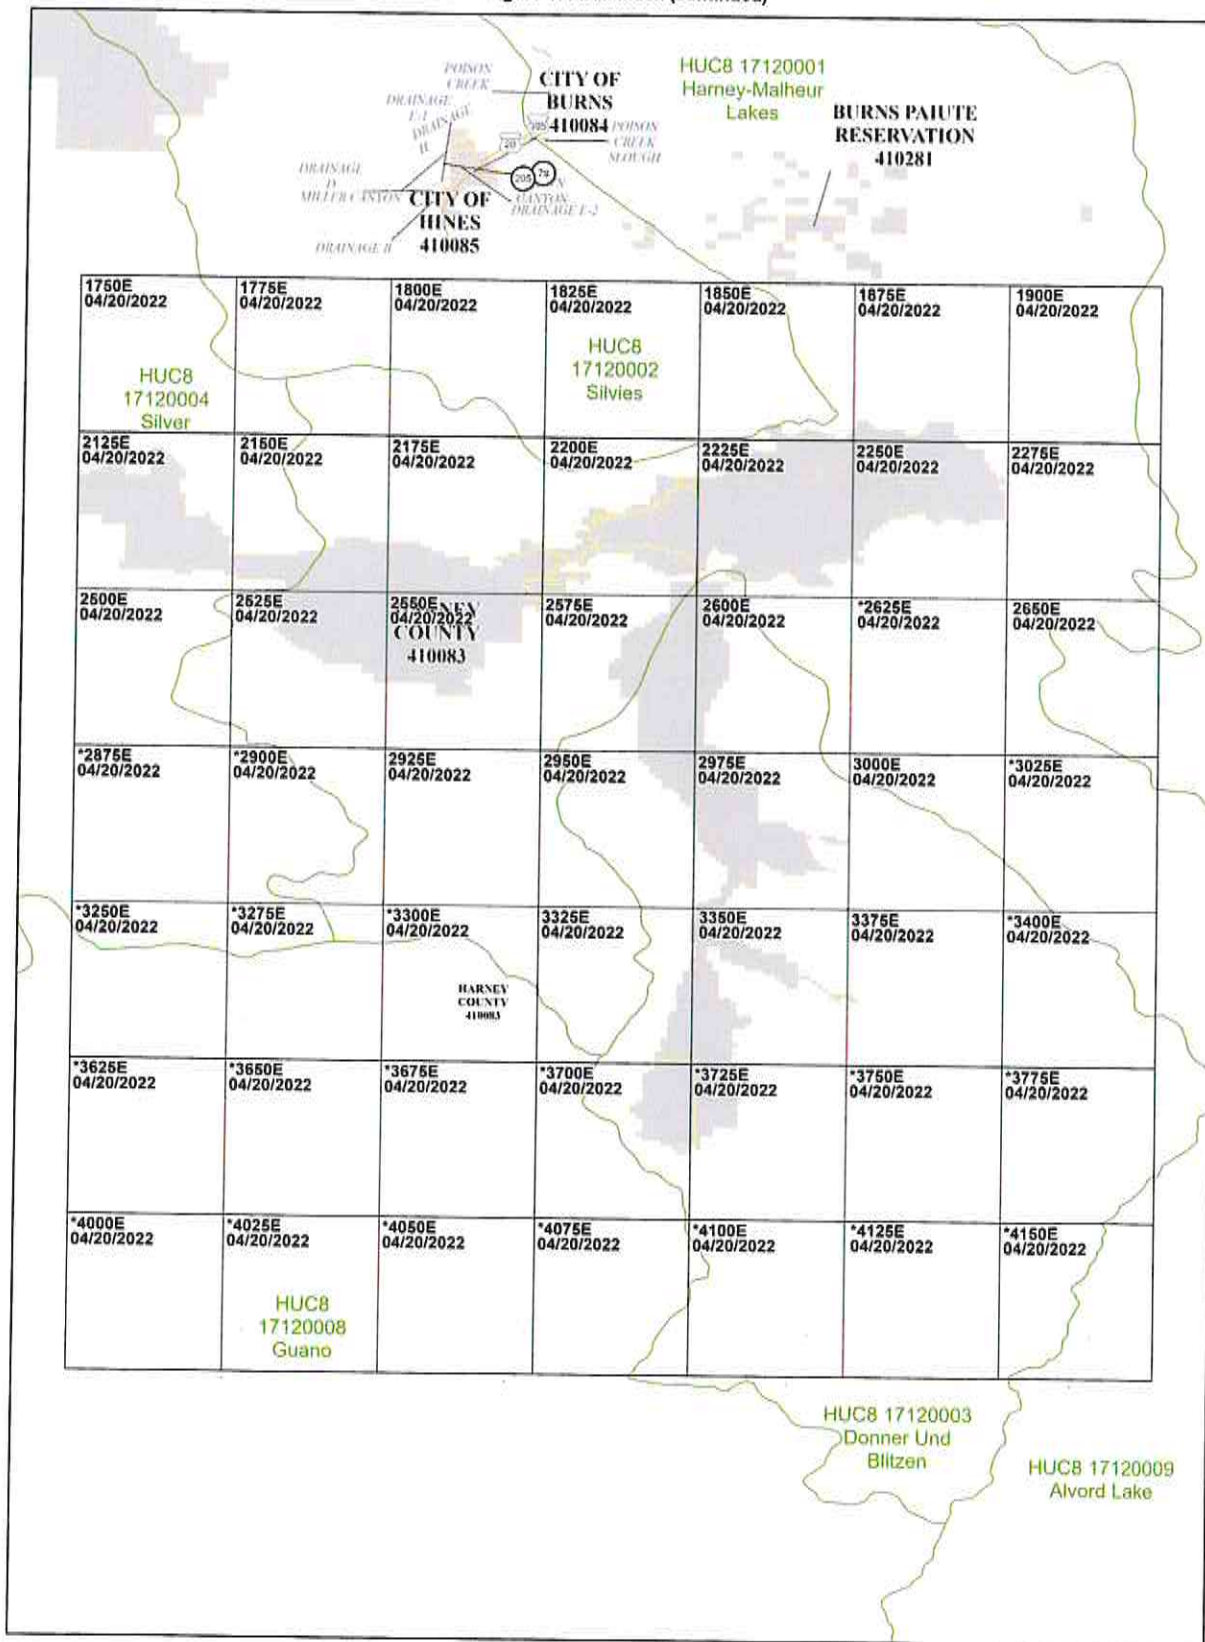 (continued)
HUC8 17120001
Harney-Malheur
Lakes
POISON
CREEK
CITY OF
BURNS
410084
BURNS PAIUTE
RESERVATION
410281
DRAINAGE
E-1
DRAINAGE
H
POISON
CREEK
SLOUGH
20
205
78
DRAINAGE
D
MILLER CANYON
CITY OF
HINES
410085
CANYON
DRAINAGE E-2
DRAINAGE B
1750E
04/20/2022
1775E
04/20/2022
1800E
04/20/2022
1825E
04/20/2022
1850E
04/20/2022
1875E
04/20/2022
1900E
04/20/2022
HUC8
17120004
Silver
HUC8
17120002
Silvies
2125E
04/20/2022
2150E
04/20/2022
2175E
04/20/2022
2200E
04/20/2022
2225E
04/20/2022
2250E
04/20/2022
2275E
04/20/2022
2500E
04/20/2022
2525E
04/20/2022
2550E
04/20/2022
COUNTY
410083
2575E
04/20/2022
2600E
04/20/2022
*2625E
04/20/2022
2650E
04/20/2022
*2875E
04/20/2022
*2900E
04/20/2022
2925E
04/20/2022
2950E
04/20/2022
2975E
04/20/2022
3000E
04/20/2022
*3025E
04/20/2022
*3250E
04/20/2022
*3275E
04/20/2022
*3300E
04/20/2022
3325E
04/20/2022
3350E
04/20/2022
3375E
04/20/2022
*3400E
04/20/2022
HARNEY
COUNTY
410083
*3625E
04/20/2022
*3650E
04/20/2022
*3675E
04/20/2022
*3700E
04/20/2022
*3725E
04/20/2022
*3750E
04/20/2022
*3775E
04/20/2022
*4000E
04/20/2022
*4025E
04/20/2022
*4050E
04/20/2022
*4075E
04/20/2022
*4100E
04/20/2022
*4125E
04/20/2022
*4150E
04/20/2022
HUC8
17120008
Guano
HUC8 17120003
Donner Und
Blitzen
HUC8 17120009
Alvord Lake